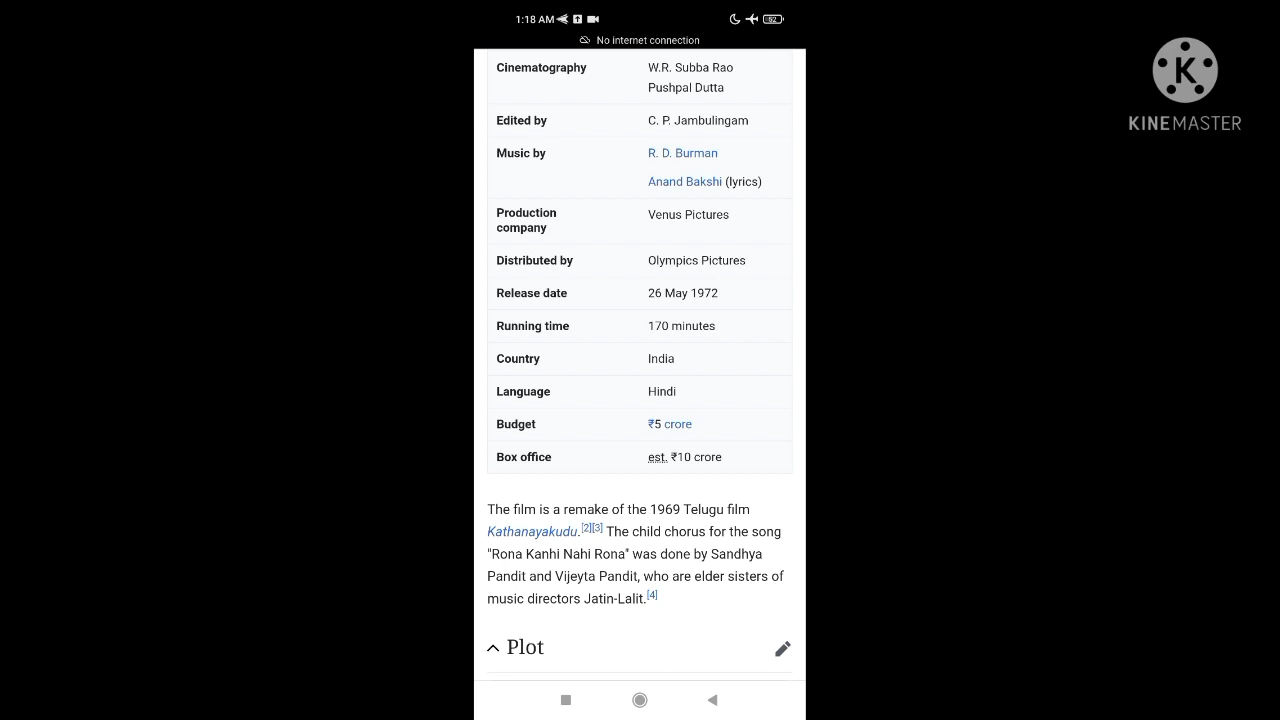 1:18 AM
52
No internet connection
KINEMASTER
Cinematography W.R. Subba Rao
Pushpal Dutta
Edited by C. P. Jambulingam
Music by R. D. Burman
Anand Bakshi (lyrics)
Production
company Venus Pictures
Distributed by Olympics Pictures
Release date 26 May 1972
Running time 170 minutes
Country India
Language Hindi
Budget ₹5 crore
Box office est. ₹10 crore
The film is a remake of the 1969 Telugu film
Kathanayakudu.[2][3] The child chorus for the song
"Rona Kanhi Nahi Rona" was done by Sandhya
Pandit and Vijeyta Pandit, who are elder sisters of
music directors Jatin-Lalit.[4]
Plot